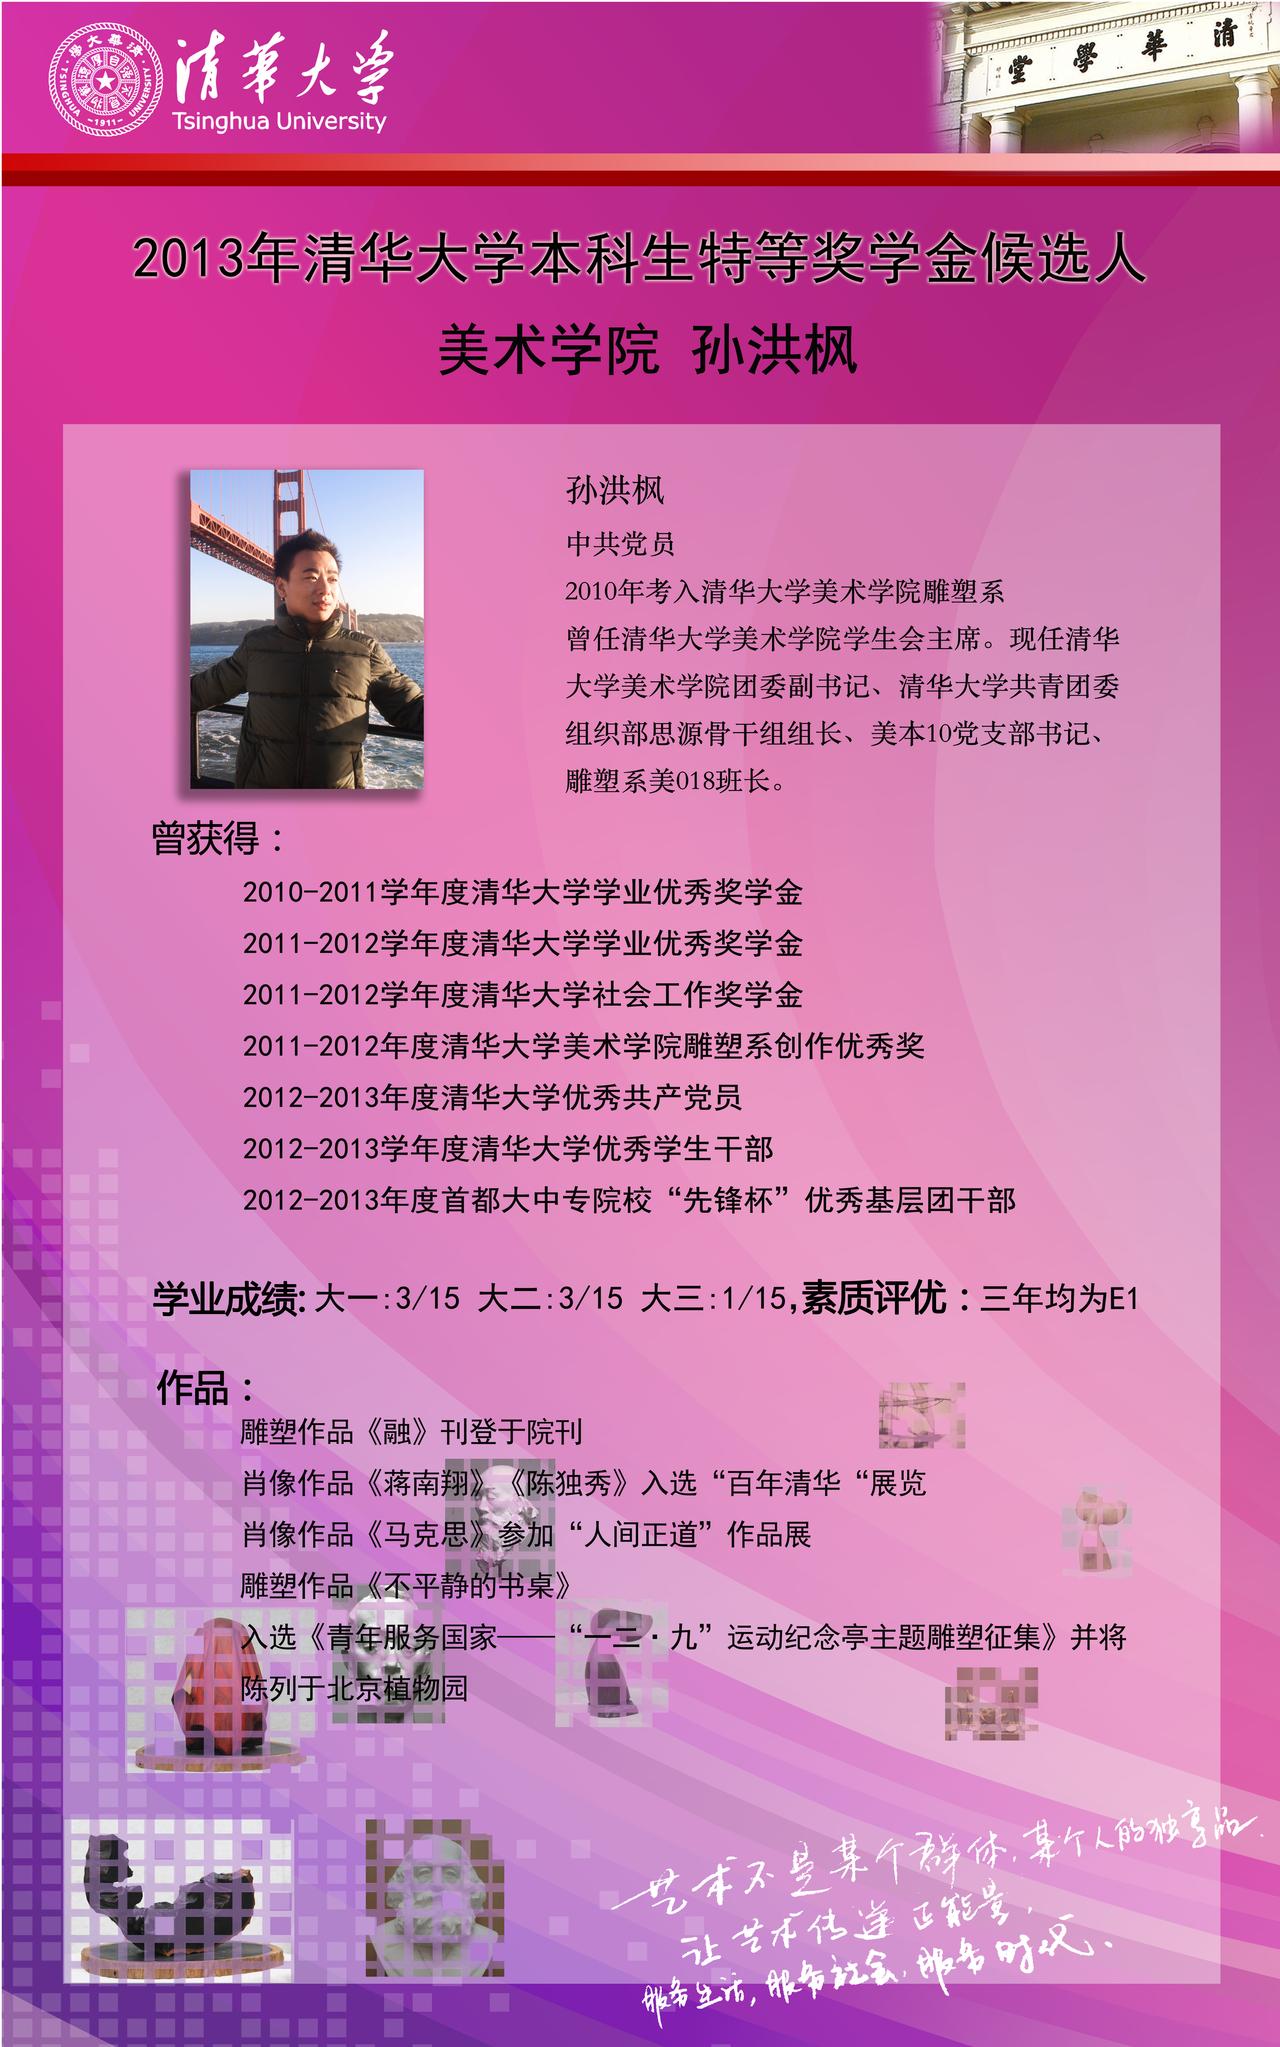 清华大学
Tsinghua University
清 華 學 堂
2013年清华大学本科生特等奖学金候选人
美术学院 孙洪枫
孙洪枫
中共党员
2010年考入清华大学美术学院雕塑系
曾任清华大学美术学院学生会主席。现任清华
大学美术学院团委副书记、清华大学共青团委
组织部思源骨干组组长、美本10党支部书记、
雕塑系美018班长。
曾获得：
2010-2011学年度清华大学学业优秀奖学金
2011-2012学年度清华大学学业优秀奖学金
2011-2012学年度清华大学社会工作奖学金
2011-2012年度清华大学美术学院雕塑系创作优秀奖
2012-2013年度清华大学优秀共产党员
2012-2013学年度清华大学优秀学生干部
2012-2013年度首都大中专院校“先锋杯”优秀基层团干部
学业成绩:大一:3/15 大二:3/15 大三:1/15,素质评优：三年均为E1
作品：
雕塑作品《融》刊登于院刊
肖像作品《蒋南翔》《陈独秀》入选“百年清华“展览
肖像作品《马克思》参加“人间正道”作品展
雕塑作品《不平静的书桌》
入选《青年服务国家——“一二·九”运动纪念亭主题雕塑征集》并将
陈列于北京植物园
艺术不是某个群体,某个人的独享品.
让艺术传递正能量,
服务生活,服务社会,服务时代.